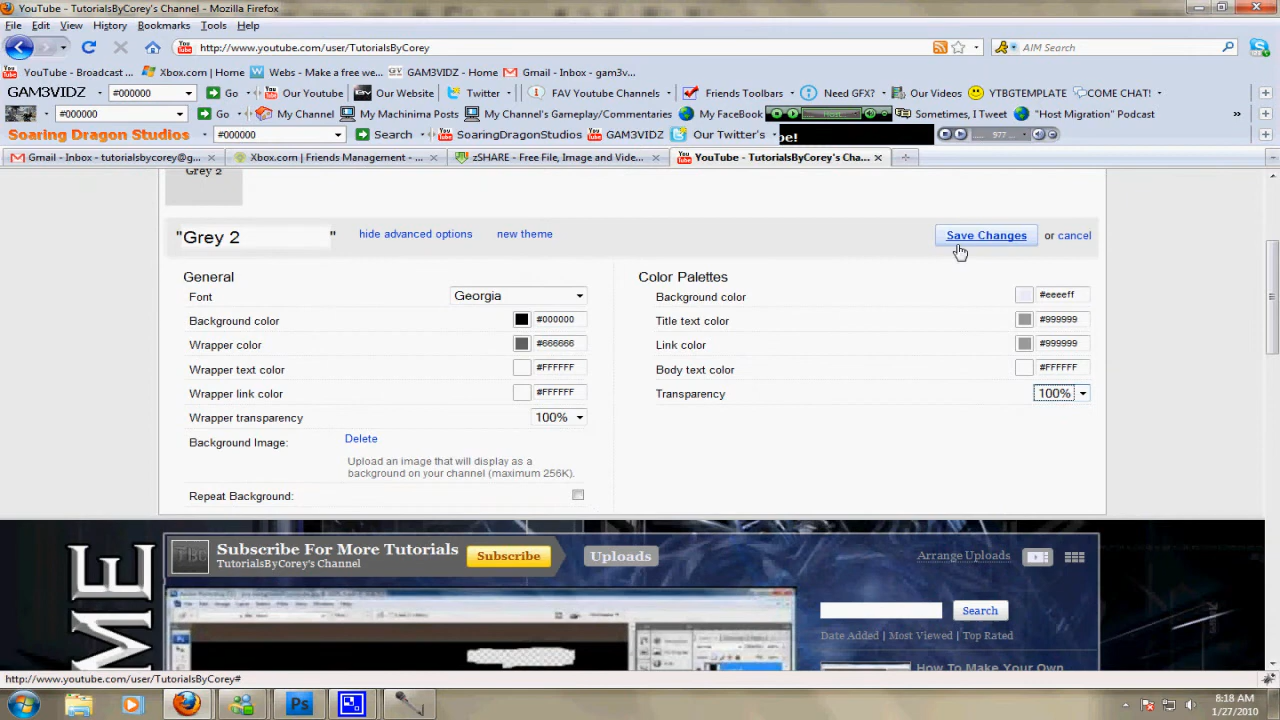 YouTube - TutorialsByCorey's Channel - Mozilla Firefox
File Edit View History Bookmarks Tools Help
http://www.youtube.com/user/TutorialsByCorey AIM Search
YouTube - Broadcast ... Xbox.com | Home Webs - Make a free we... GAM3VIDZ - Home Gmail - Inbox - gam3v...
GAM3VIDZ #000000 Go Our Youtube Our Website Twitter FAV Youtube Channels Friends Toolbars Need GFX? Our Videos YTBGTEMPLATE COME CHAT!
#000000 Go My Channel My Machinima Posts My Channel's Gameplay/Commentaries My FaceBook Sometimes, I Tweet "Host Migration" Podcast »
Soaring Dragon Studios #000000 Search SoaringDragonStudios GAM3VIDZ Our Twitter's be! .... 977 ...
Gmail - Inbox - tutorialsbycorey@g... Xbox.com | Friends Management - ... zSHARE - Free File, Image and Vide... YouTube - TutorialsByCorey's Cha...
Grey 2
"Grey 2 " hide advanced options new theme Save Changes or cancel
General Color Palettes
Font Georgia Background color #eeeeff
Background color #000000 Title text color #999999
Wrapper color #666666 Link color #999999
Wrapper text color #FFFFFF Body text color #FFFFFF
Wrapper link color #FFFFFF Transparency 100%
Wrapper transparency 100%
Background Image: Delete
Upload an image that will display as a
background on your channel (maximum 256K).
Repeat Background:
ME
TBC Subscribe For More Tutorials Subscribe Uploads Arrange Uploads
TutorialsByCorey's Channel
Search
Date Added | Most Viewed | Top Rated
How To Make Your Own
http://www.youtube.com/user/TutorialsByCorey#
Ps 8:18 AM
1/27/2010